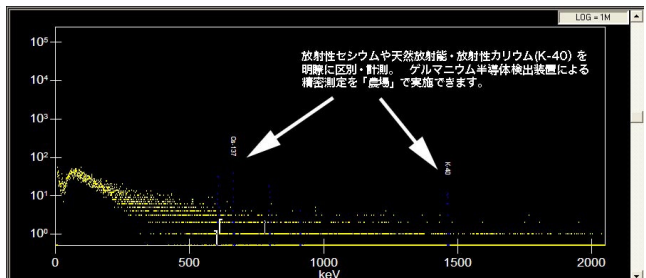 LOG = 1M
放射性セシウムや天然放射能・放射性カリウム(K-40) を
明瞭に区別・計測。 ゲルマニウム半導体検出装置による
精密測定を「農場」で実施できます。
10⁵
10⁴
10³
10²
10¹
10⁰
Cs-137
K-40
0
500
1000
1500
2000
keV